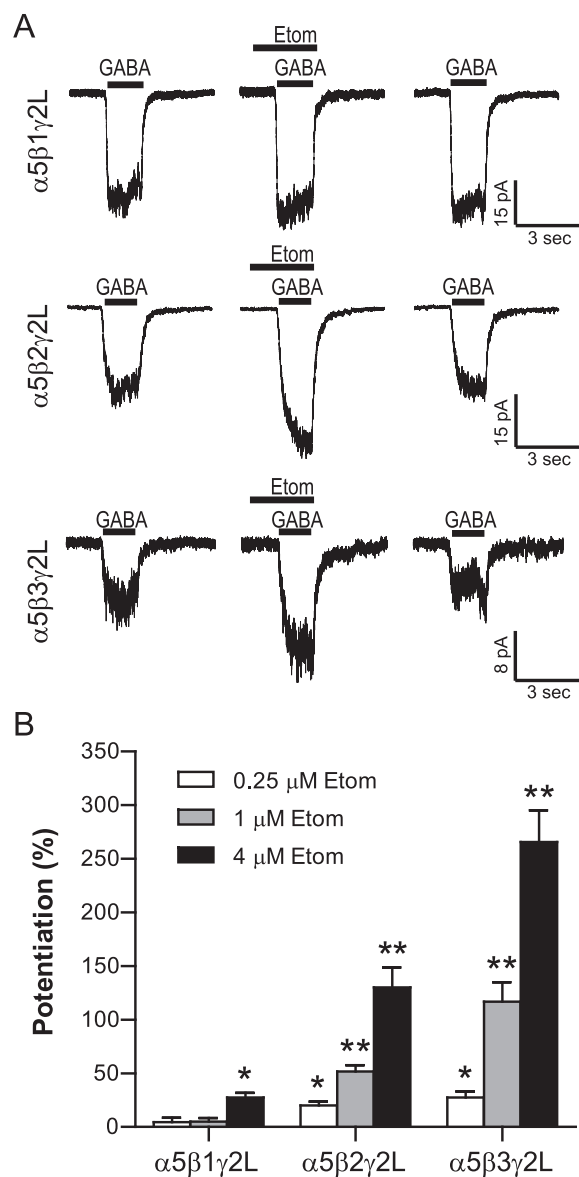 A
Etom
GABA GABA GABA
α5β1γ2L
15 pA
3 sec
Etom
GABA GABA GABA
α5β2γ2L
15 pA
3 sec
Etom
GABA GABA GABA
α5β3γ2L
8 pA
3 sec
B
Potentiation (%)
350
300
250
200
150
100
50
0
0.25 μM Etom
1 μM Etom
4 μM Etom
*
* ** **
* ** **
α5β1γ2L α5β2γ2L α5β3γ2L